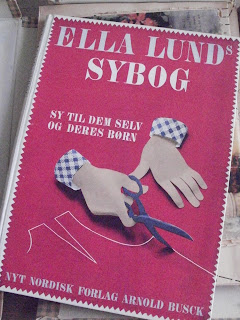 ELLA LUNDS
SYBOG
SY TIL DEM SELV
OG DERES BØRN
NYT NORDISK FORLAG ARNOLD BUSCK